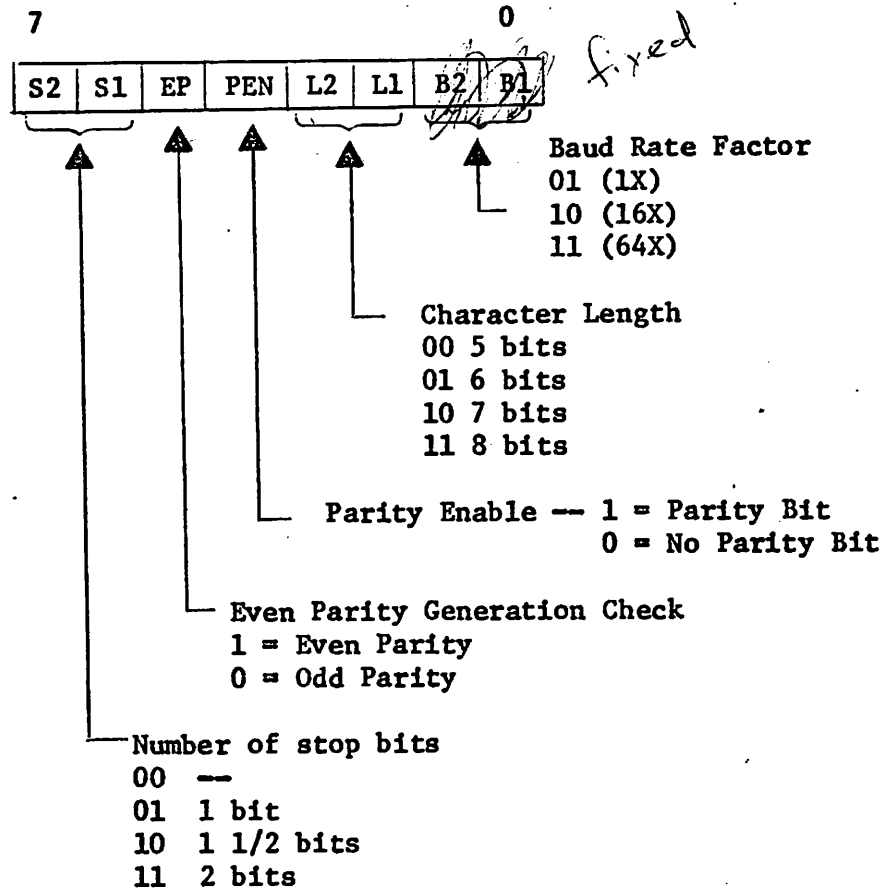 7 0
fixed
S2 S1 EP PEN L2 L1 B2 B1
Baud Rate Factor
01 (1X)
10 (16X)
11 (64X)
Character Length
00 5 bits
01 6 bits
10 7 bits
11 8 bits
Parity Enable -- 1 = Parity Bit
0 = No Parity Bit
Even Parity Generation Check
1 = Even Parity
0 = Odd Parity
Number of stop bits
00 --
01 1 bit
10 1 1/2 bits
11 2 bits